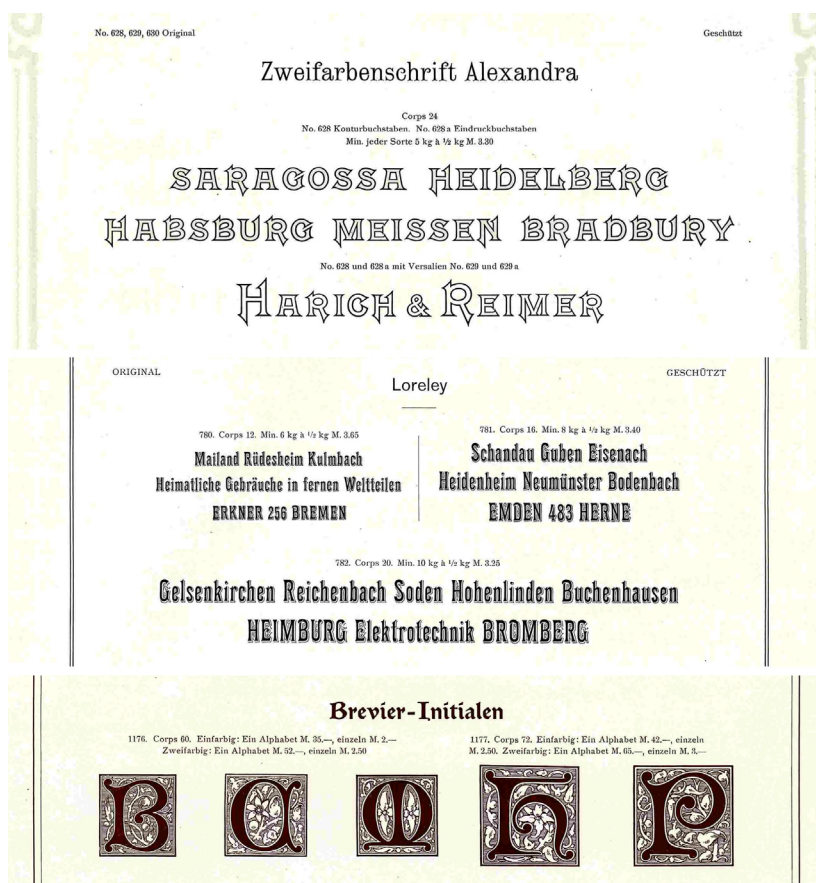 No. 628, 629, 630 Original
Geschützt
Zweifarbenschrift Alexandra
Corps 24
No. 628 Konturbuchstaben. No. 628a Eindruckbuchstaben
Min. jeder Sorte 5 kg à ½ kg M. 3.30
SARAGOSSA HEIDELBERG
HABSBURG MEISSEN BRADBURY
No. 628 und 628a mit Versalien No. 629 und 629a
HARICH & REIMER
ORIGINAL
GESCHÜTZT
Loreley
780. Corps 12. Min. 6 kg à ½ kg M. 3.65
Mailand Rüdesheim Kulmbach
Heimatliche Gebräuche in fernen Weltteilen
ERKNER 256 BREMEN
781. Corps 16. Min. 8 kg à ½ kg M. 3.40
Schandau Guben Eisenach
Heidenheim Neumünster Bodenbach
EMDEN 483 HERNE
782. Corps 20. Min. 10 kg à ½ kg M. 3.25
Gelsenkirchen Reichenbach Soden Hohenlinden Buchenhausen
HEIMBURG Elektrotechnik BROMBERG
Brevier-Initialen
1176. Corps 60. Einfarbig: Ein Alphabet M. 35.—, einzeln M. 2.—
Zweifarbig: Ein Alphabet M. 52.—, einzeln M. 2.50
1177. Corps 72. Einfarbig: Ein Alphabet M. 42.—, einzeln
M. 2.50. Zweifarbig: Ein Alphabet M. 65.—, einzeln M. 3.—
B C M H P